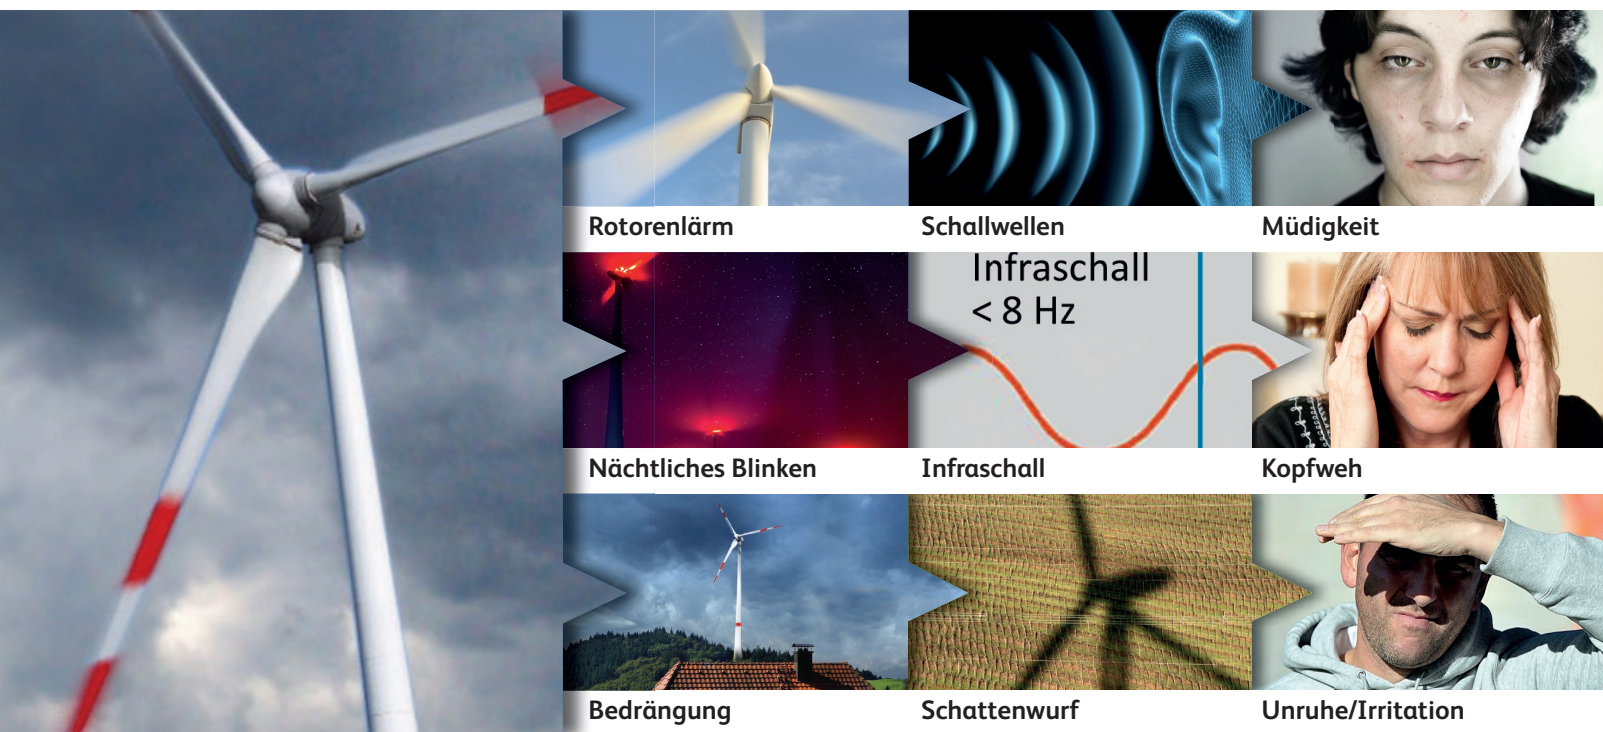 Rotorenlärm
Schallwellen
Müdigkeit
Infraschall
< 8 Hz
Nächtliches Blinken
Infraschall
Kopfweh
Bedrängung
Schattenwurf
Unruhe/Irritation